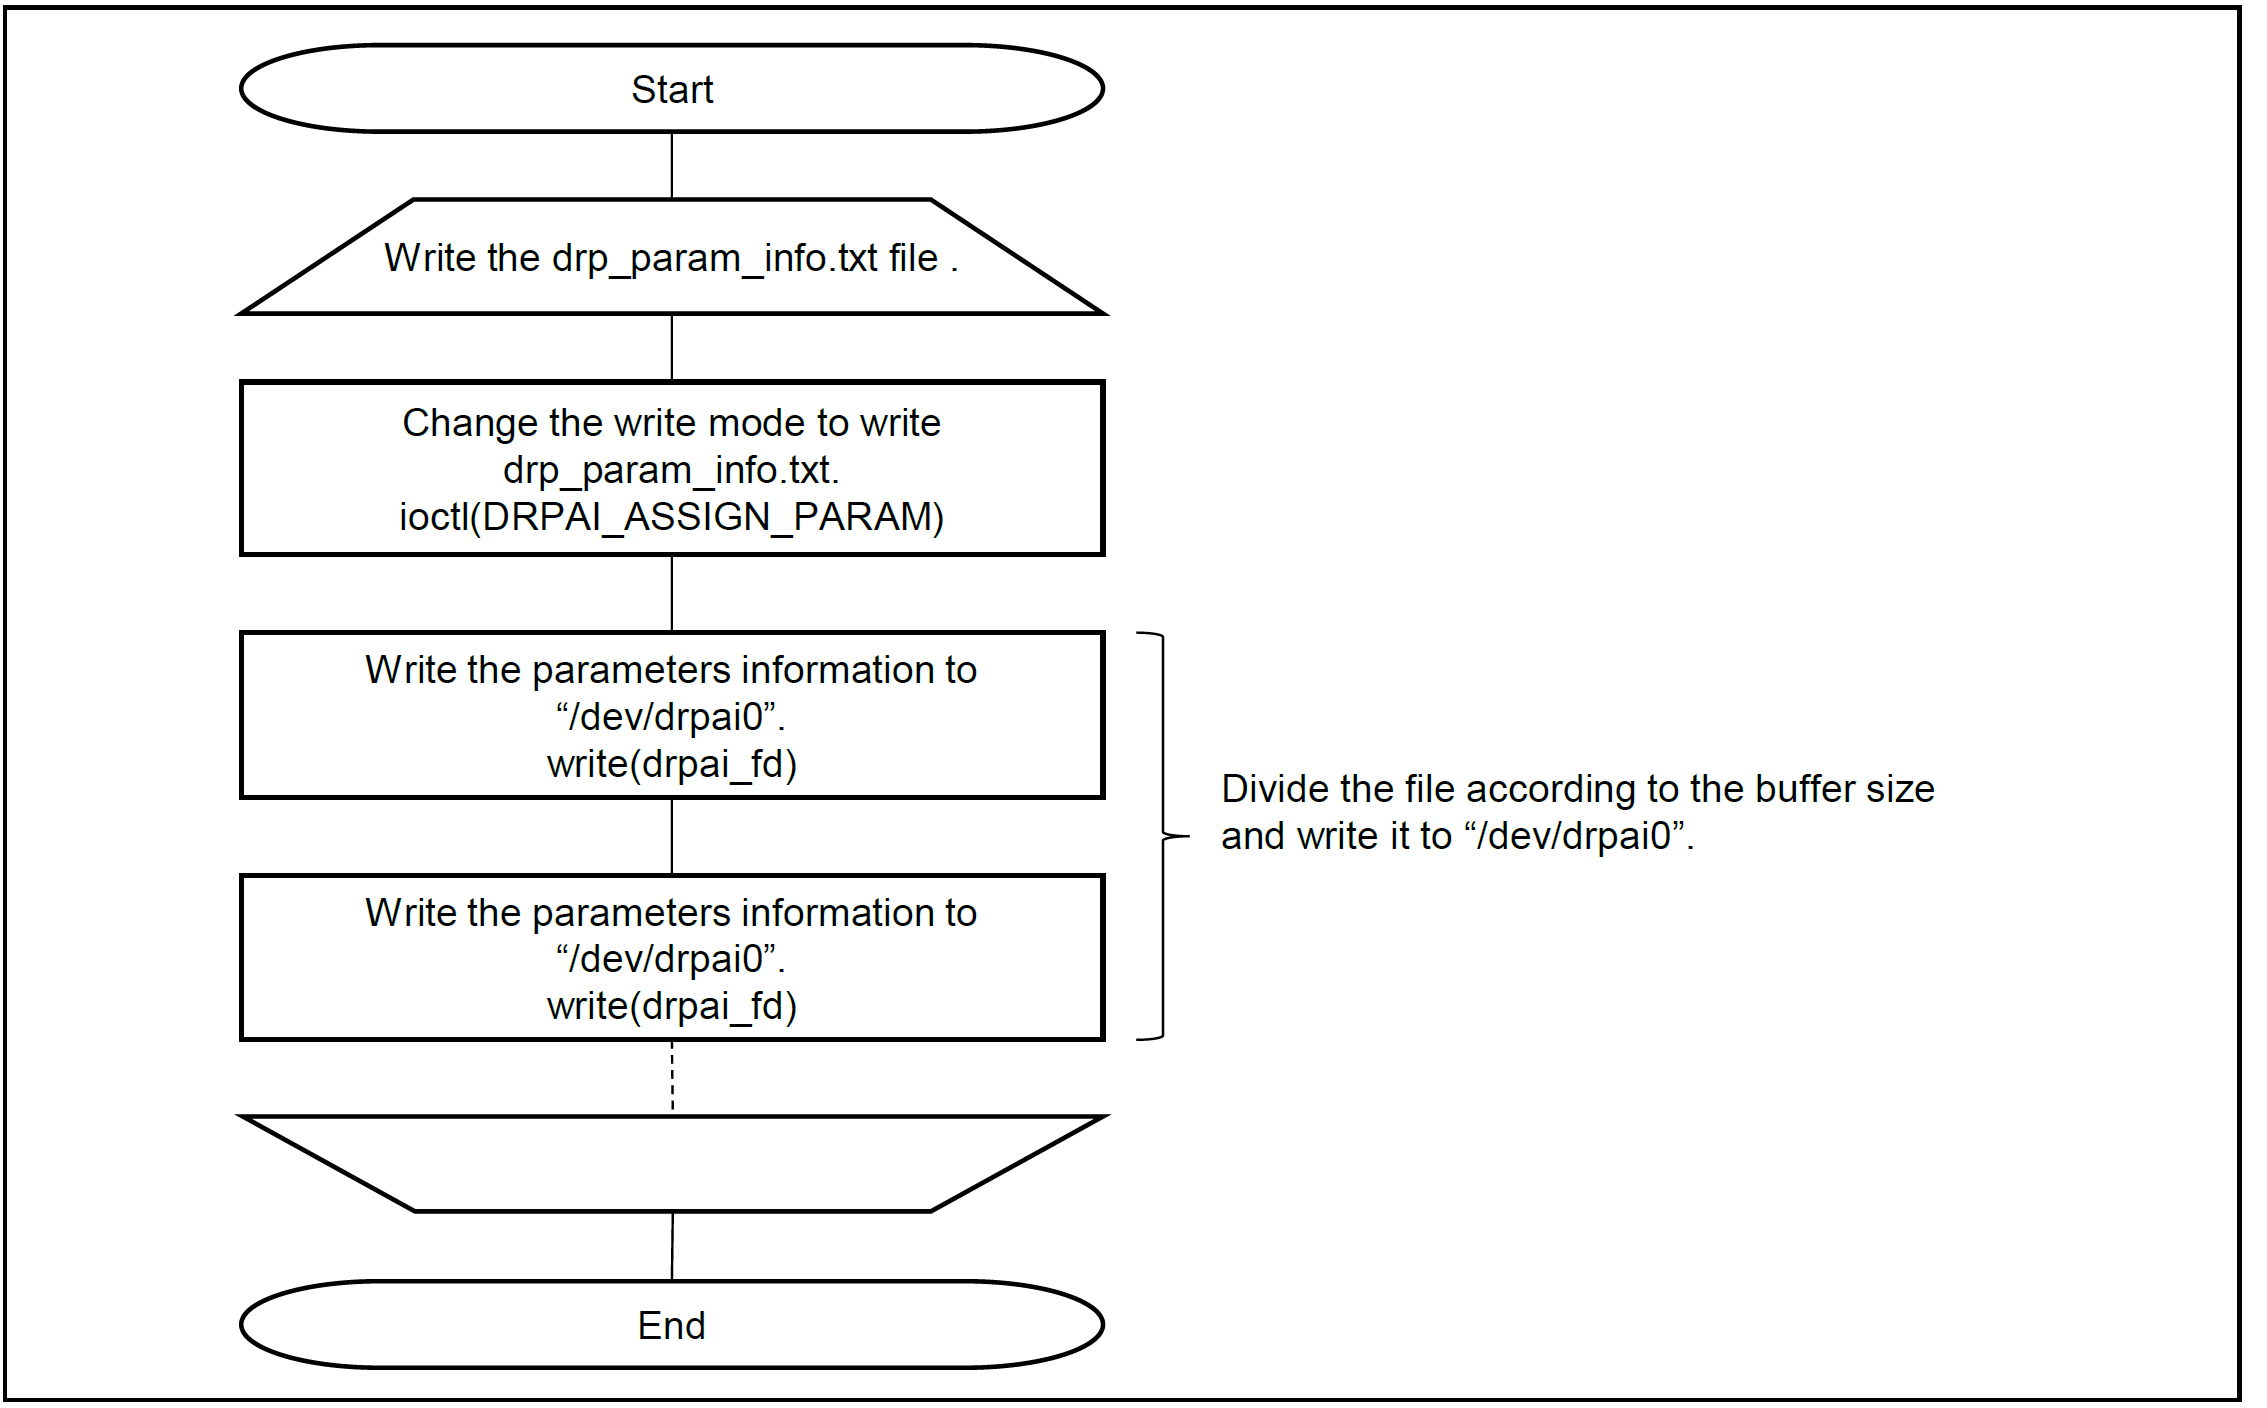 Start
Write the drp_param_info.txt file .
Change the write mode to write
drp_param_info.txt.
ioctl(DRPAI_ASSIGN_PARAM)
Write the parameters information to
“/dev/drpai0”.
write(drpai_fd)
Divide the file according to the buffer size
and write it to “/dev/drpai0”.
Write the parameters information to
“/dev/drpai0”.
write(drpai_fd)
End